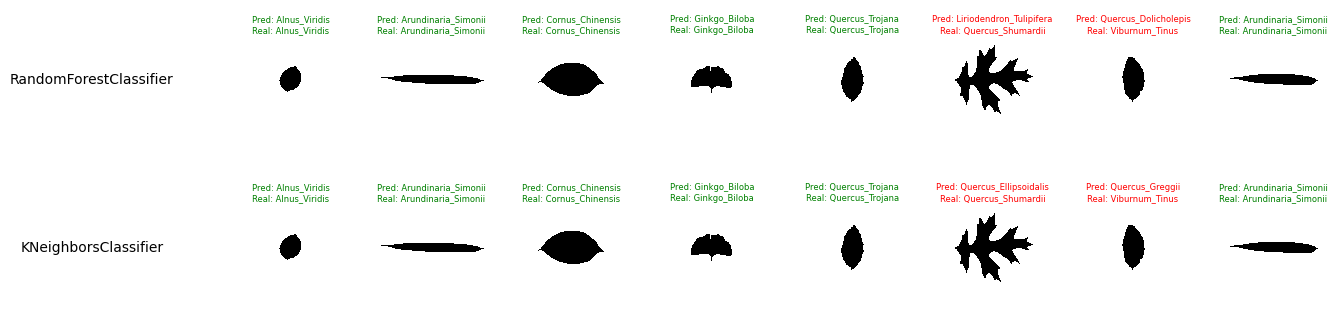 Pred: Alnus_Viridis
Real: Alnus_Viridis
Pred: Arundinaria_Simonii
Real: Arundinaria_Simonii
Pred: Cornus_Chinensis
Real: Cornus_Chinensis
Pred: Ginkgo_Biloba
Real: Ginkgo_Biloba
Pred: Quercus_Trojana
Real: Quercus_Trojana
Pred: Liriodendron_Tulipifera
Real: Quercus_Shumardii
Pred: Quercus_Dolicholepis
Real: Viburnum_Tinus
Pred: Arundinaria_Simonii
Real: Arundinaria_Simonii
RandomForestClassifier
Pred: Alnus_Viridis
Real: Alnus_Viridis
Pred: Arundinaria_Simonii
Real: Arundinaria_Simonii
Pred: Cornus_Chinensis
Real: Cornus_Chinensis
Pred: Ginkgo_Biloba
Real: Ginkgo_Biloba
Pred: Quercus_Trojana
Real: Quercus_Trojana
Pred: Quercus_Ellipsoidalis
Real: Quercus_Shumardii
Pred: Quercus_Greggii
Real: Viburnum_Tinus
Pred: Arundinaria_Simonii
Real: Arundinaria_Simonii
KNeighborsClassifier